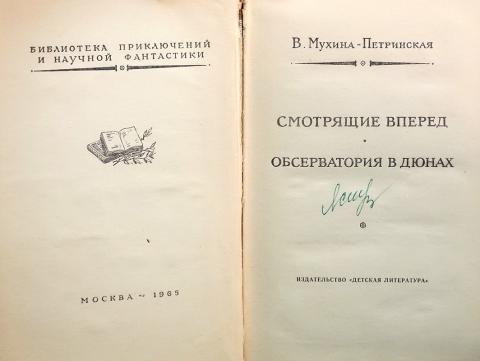 БИБЛИОТЕКА ПРИКЛЮЧЕНИЙ
И НАУЧНОЙ ФАНТАСТИКИ
МОСКВА ~ 1965
В. МУХИНА-ПЕТРИНСКАЯ
СМОТРЯЩИЕ ВПЕРЕД
•
ОБСЕРВАТОРИЯ В ДЮНАХ
ИЗДАТЕЛЬСТВО «ДЕТСКАЯ ЛИТЕРАТУРА»